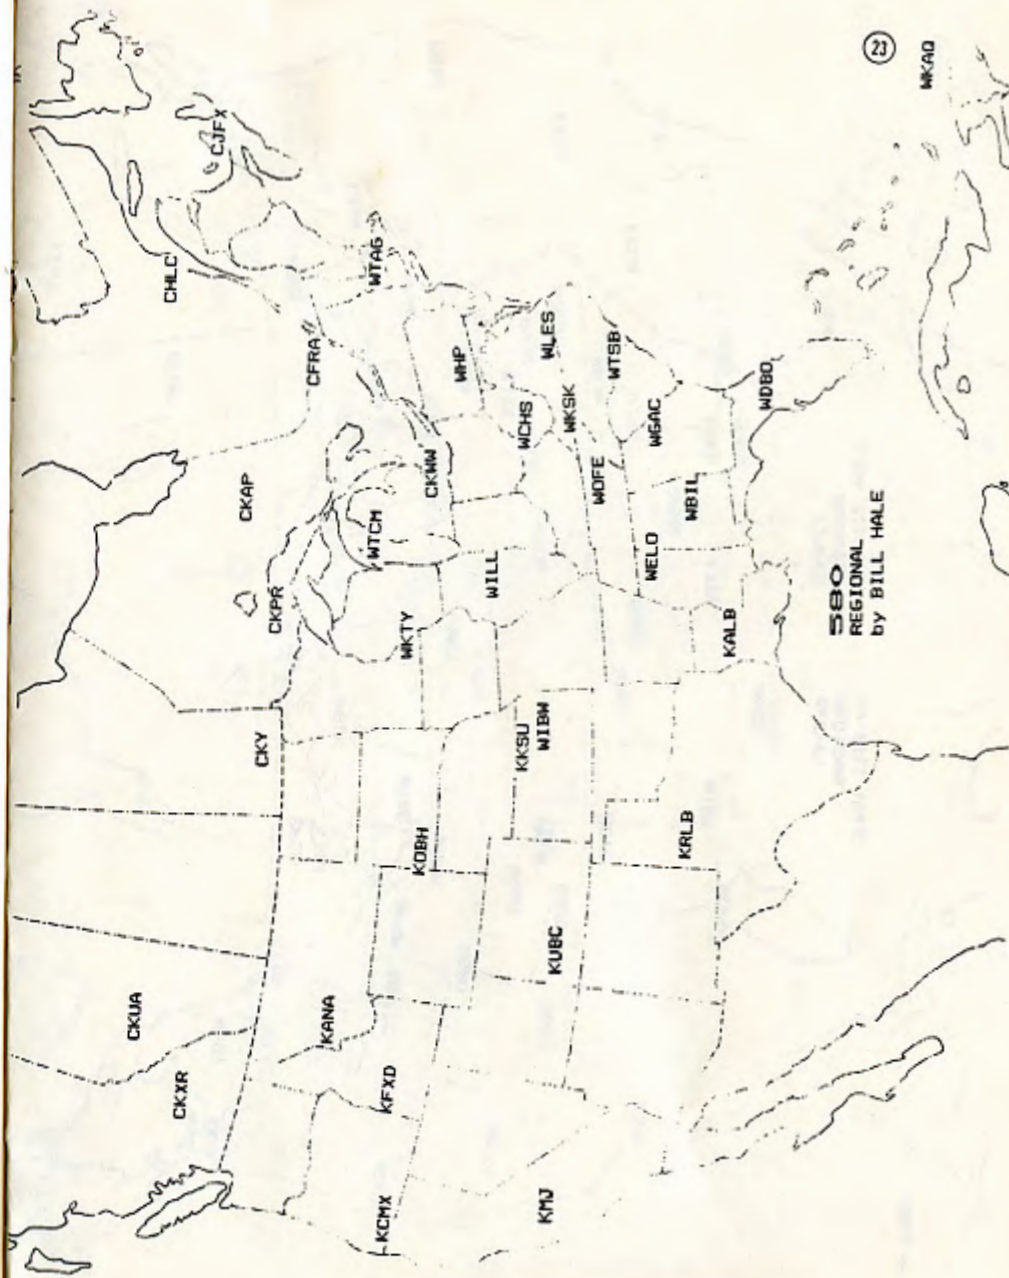 23
WKAQ
CJFX
CHLC
WTAG
CFRA
WHP
WLES
WTSB
WDBO
WCHS
WKSK
WGAC
CKAP
CKWW
WOFE
WBIL
WTCM
WELO
CKPR
WILL
WKTY
KALB
580
REGIONAL
by BILL HALE
CKY
KKSU
WIBW
KOBH
KRLB
KUBC
CKUA
KANA
CKXR
KFXD
KCMX
KMJ